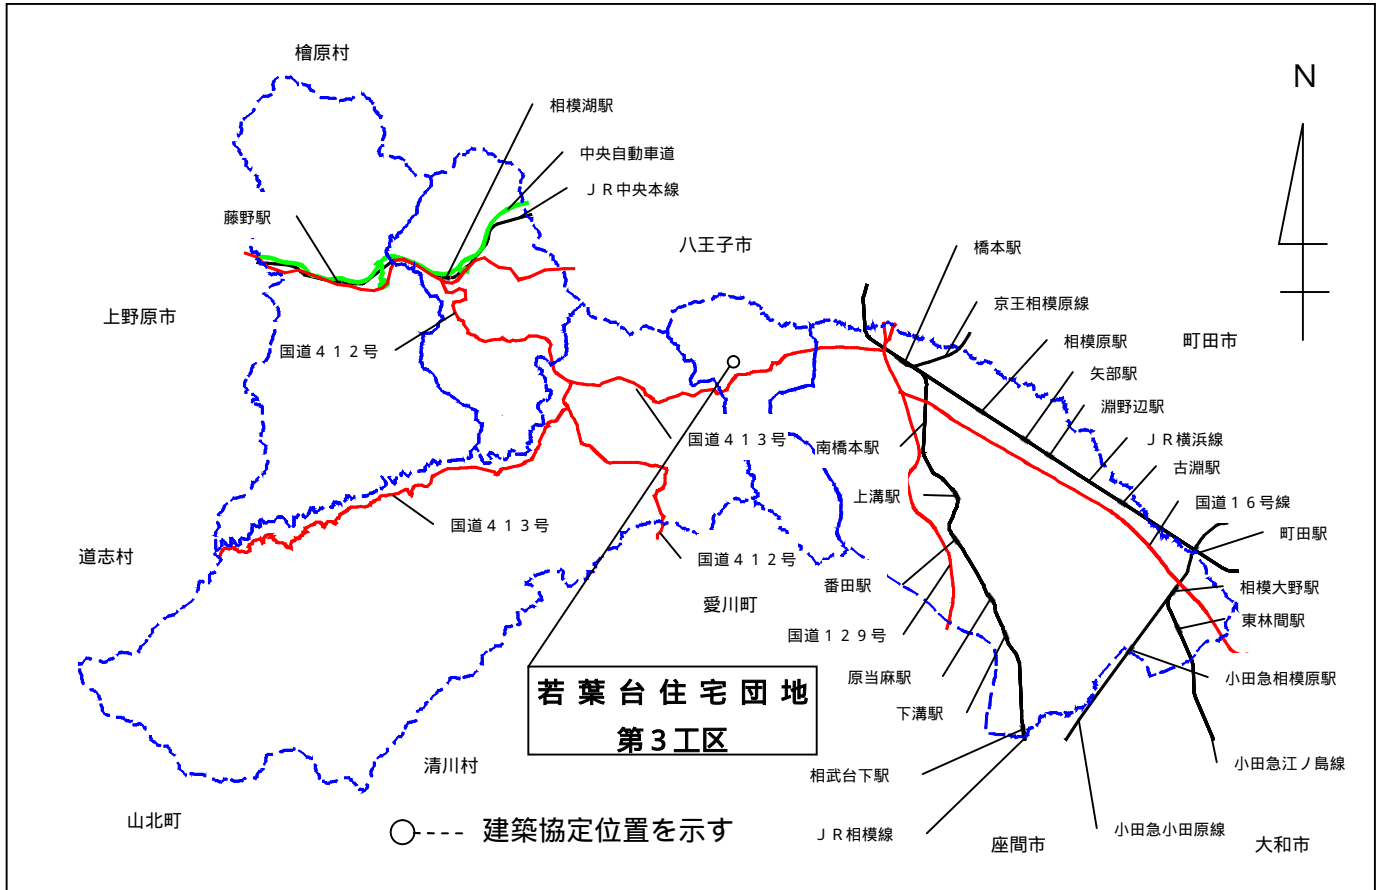 檜原村
N
相模湖駅
中央自動車道
ＪＲ中央本線
藤野駅
八王子市
橋本駅
京王相模原線
上野原市
相模原駅
町田市
国道４１２号
矢部駅
淵野辺駅
国道４１３号
南橋本駅
ＪＲ横浜線
古淵駅
上溝駅
国道１６号線
国道４１３号
町田駅
道志村
国道４１２号
番田駅
相模大野駅
愛川町
東林間駅
国道１２９号
原当麻駅
小田急相模原駅
若葉台住宅団地
第３工区
下溝駅
清川村
相武台下駅
小田急江ノ島線
山北町
建築協定位置を示す
ＪＲ相模線
座間市
小田急小田原線
大和市